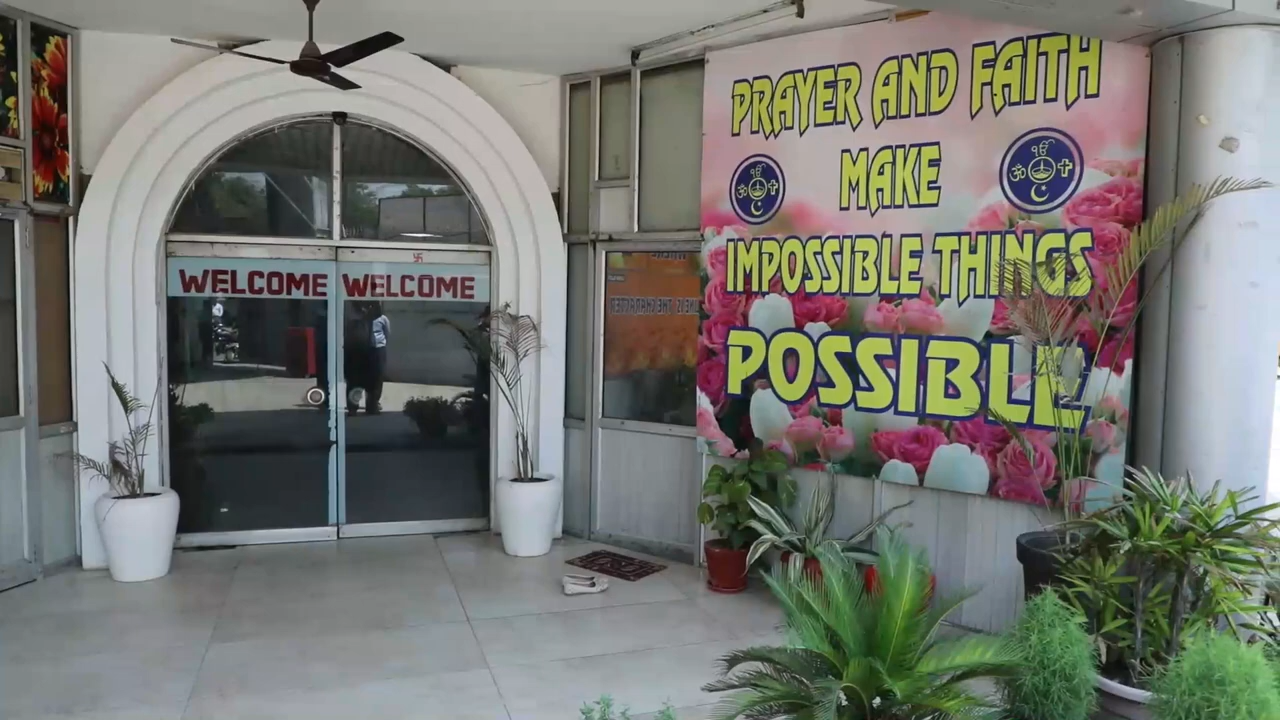 WELCOME WELCOME
PRAYER AND FAITH
MAKE
IMPOSSIBLE THINGS
POSSIBLE